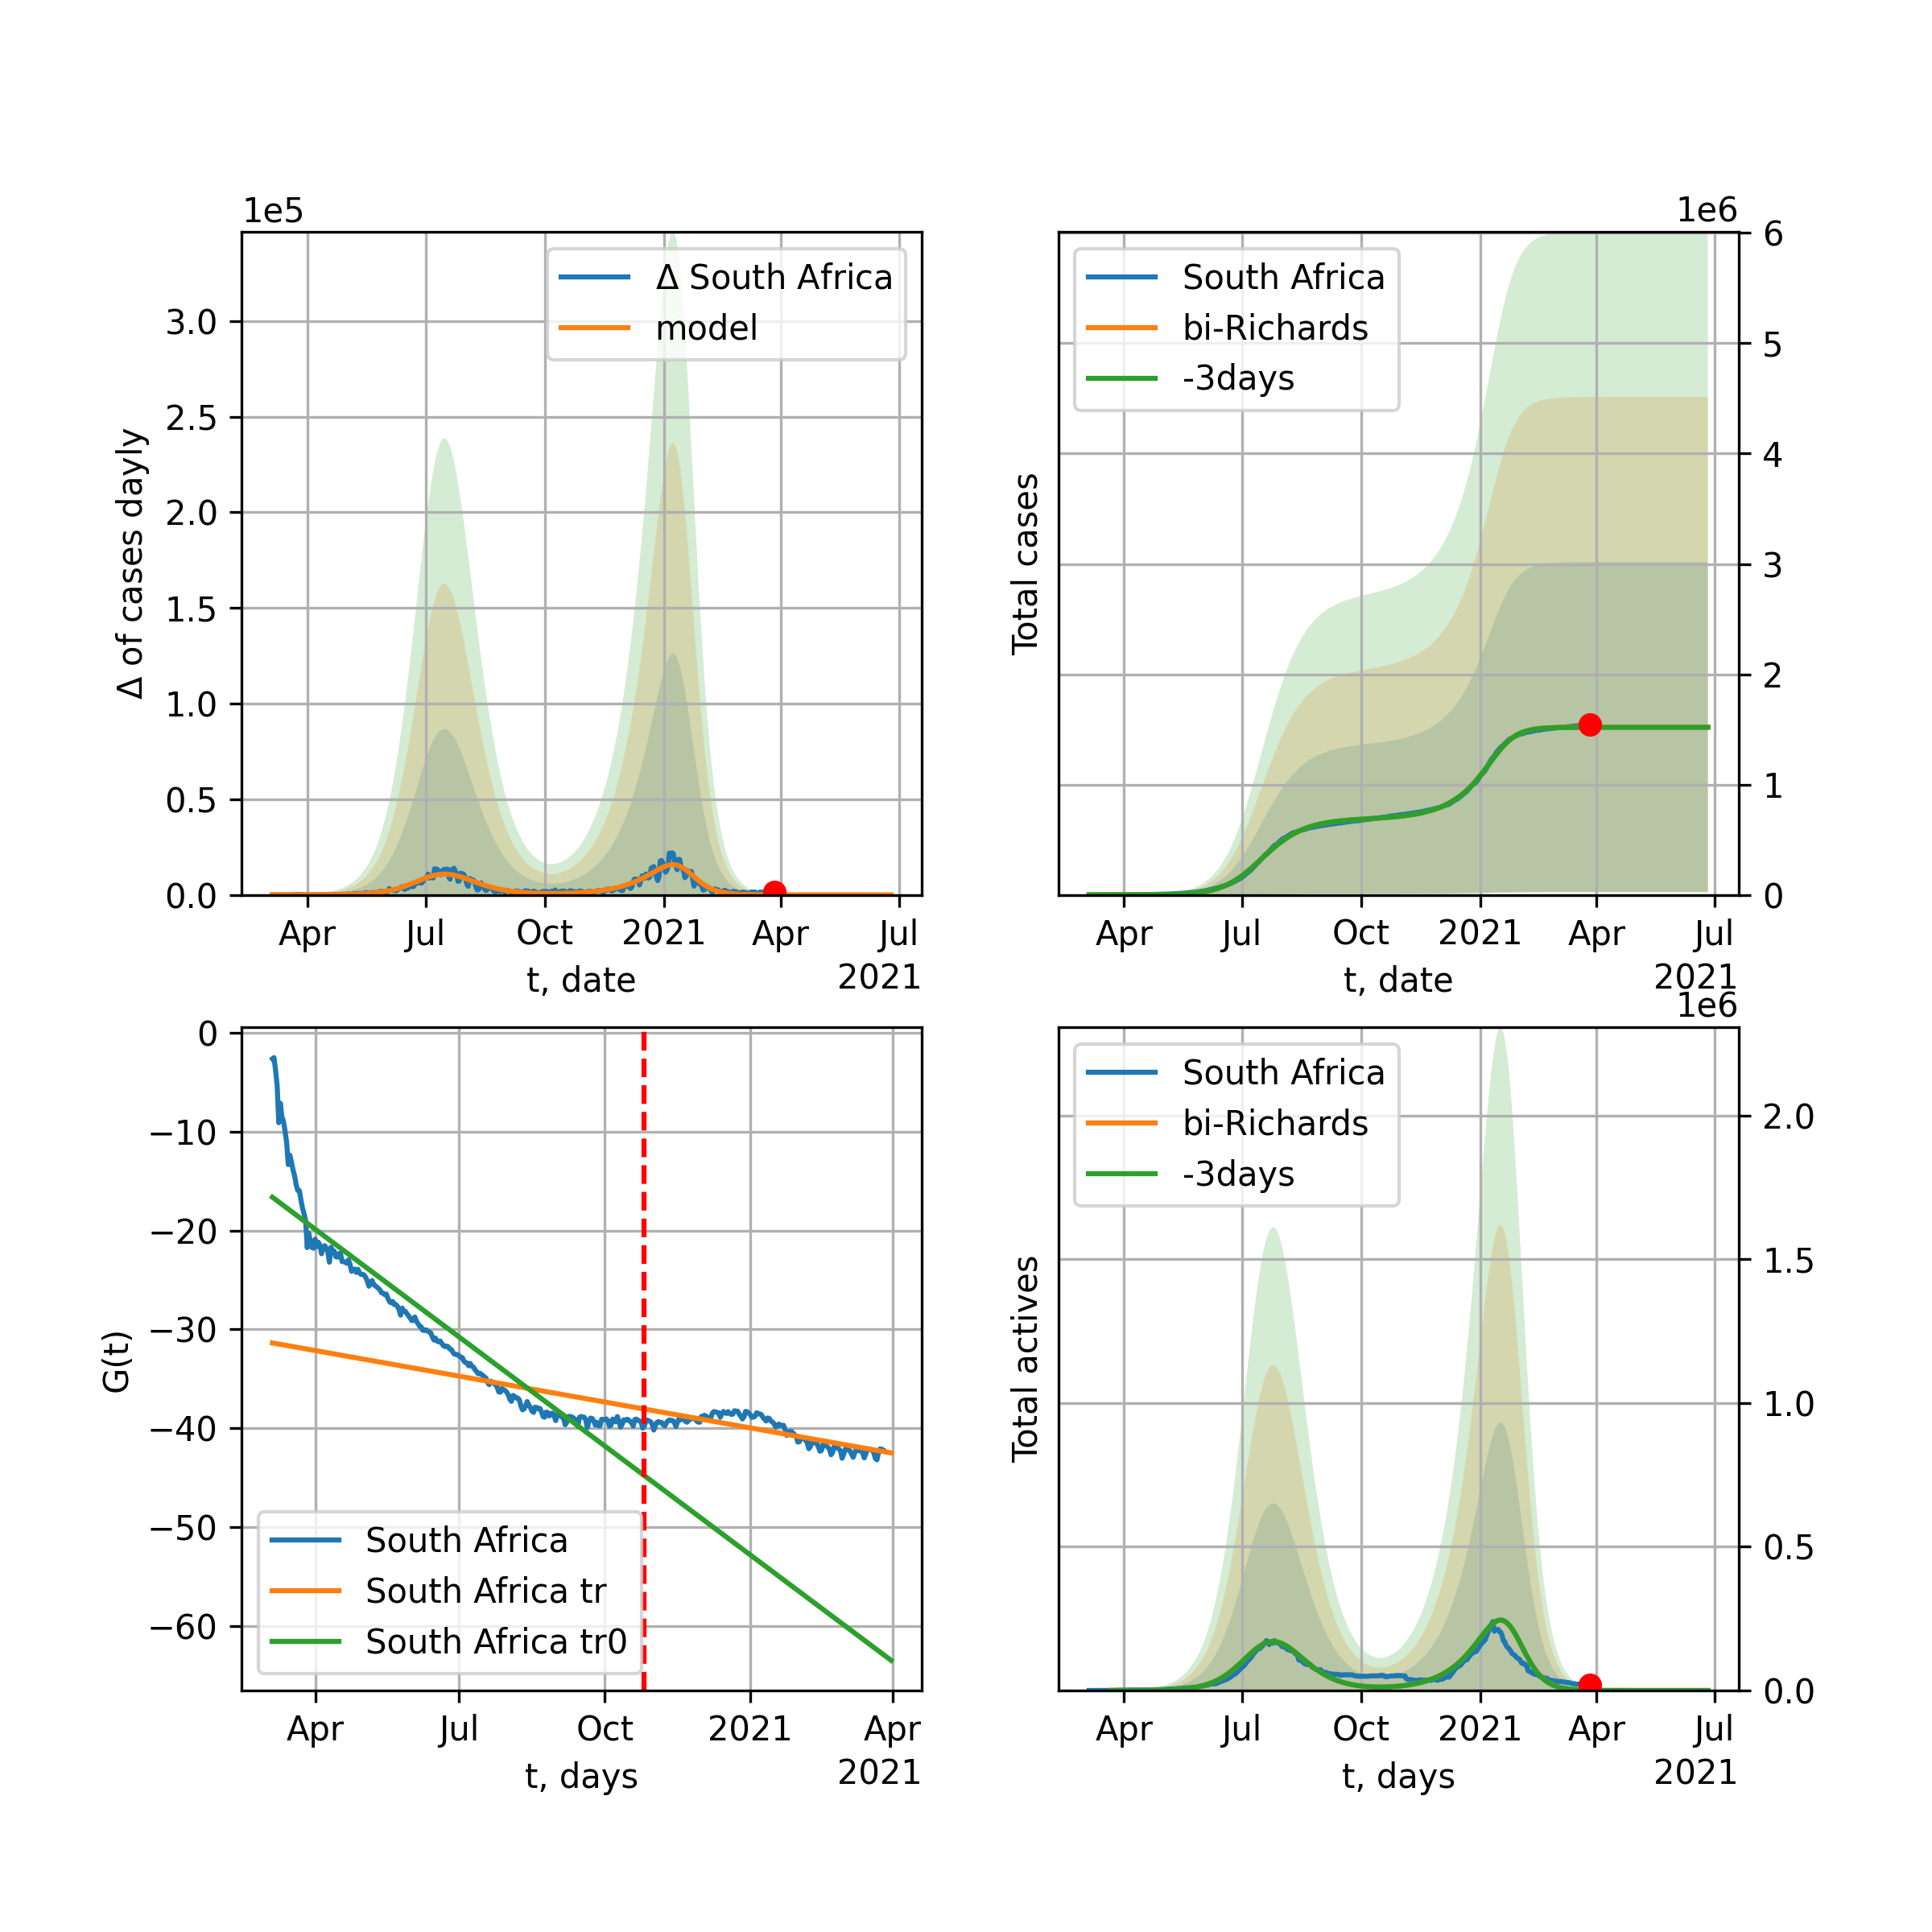 1e5
Δ South Africa
model
3.0
2.5
2.0
1.5
1.0
0.5
0.0
Δ of cases dayly
Apr
Jul
Oct
2021
Apr
Jul
t, date
2021
1e6
South Africa
bi-Richards
-3days
6
5
4
3
2
1
0
Total cases
Apr
Jul
Oct
2021
Apr
Jul
t, date
2021
0
−10
−20
−30
−40
−50
−60
G(t)
South Africa
South Africa tr
South Africa tr0
Apr
Jul
Oct
2021
Apr
t, days
2021
1e6
South Africa
bi-Richards
-3days
2.0
1.5
1.0
0.5
0.0
Total actives
Apr
Jul
Oct
2021
Apr
Jul
t, days
2021